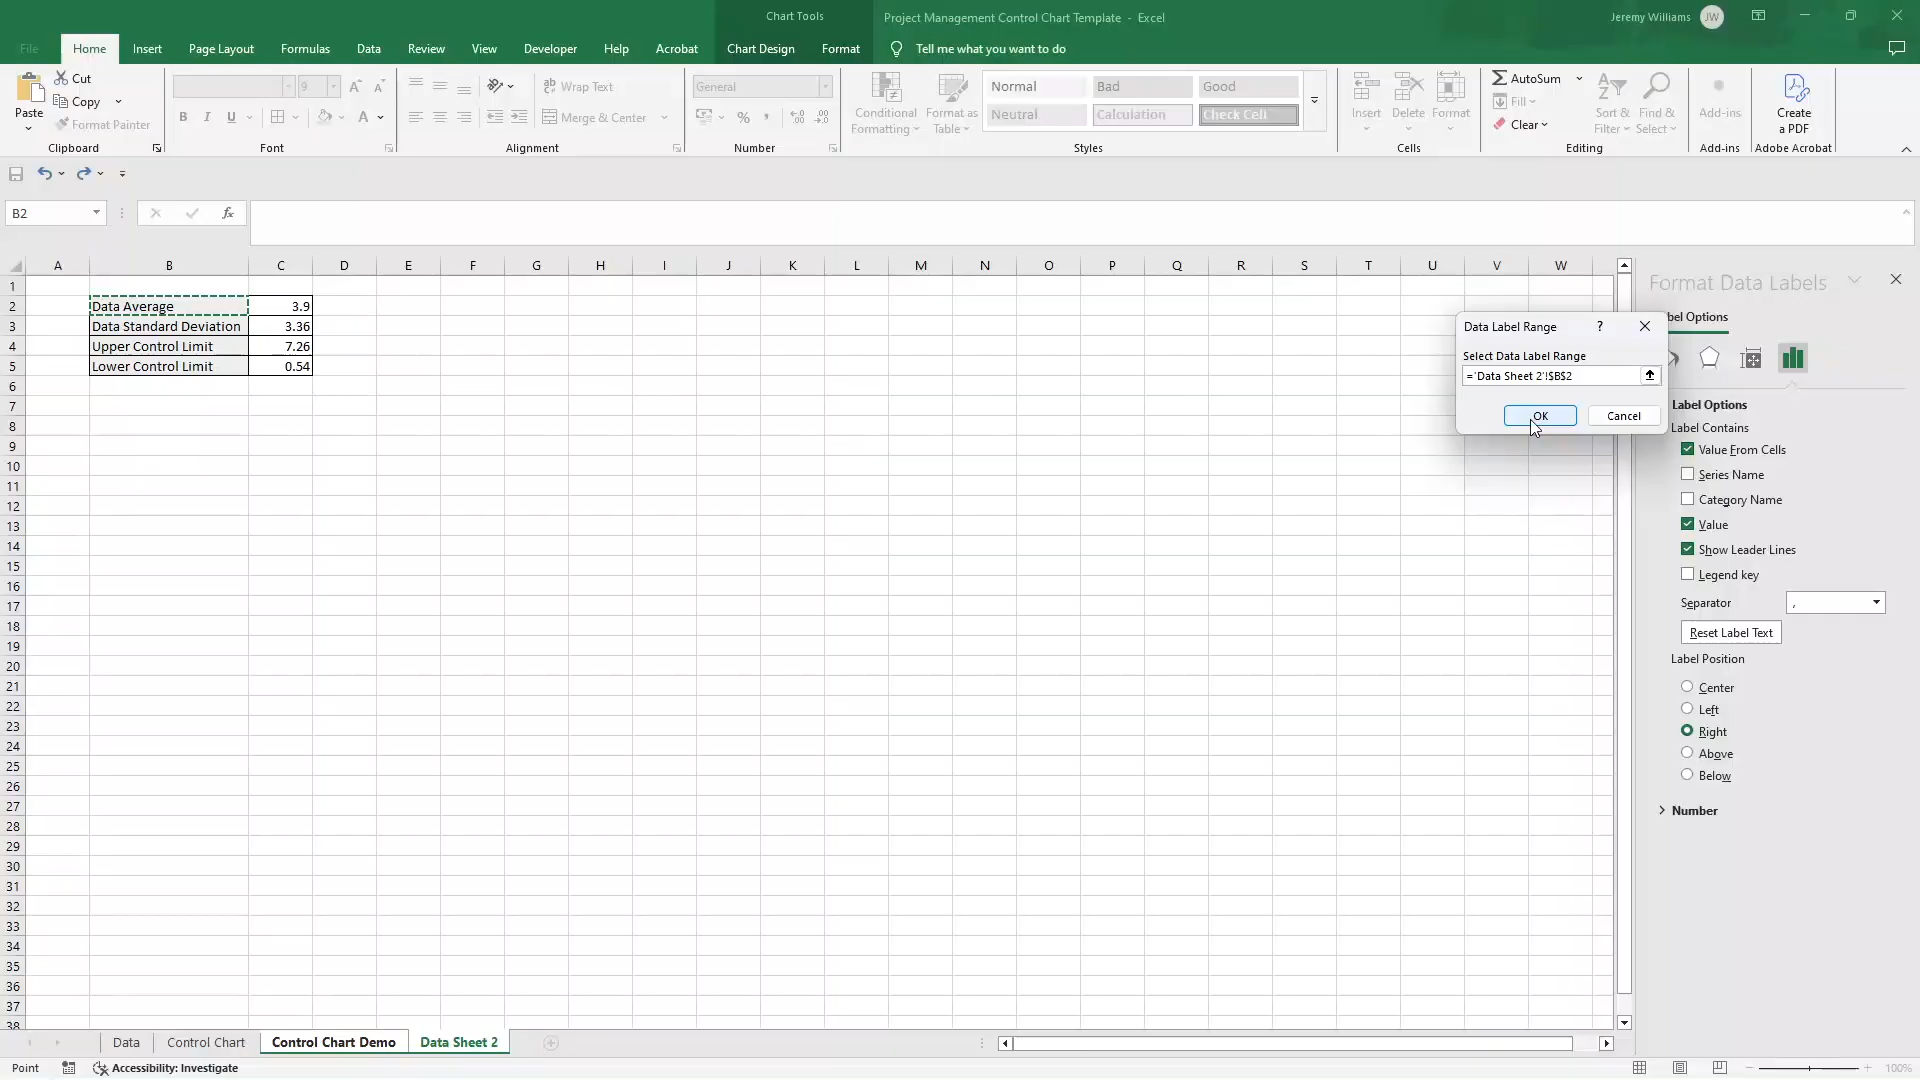 Chart Tools
Project Management Control Chart Template - Excel
Jeremy Williams JW
File Home Insert Page Layout Formulas Data Review View Developer Help Acrobat Chart Design Format Tell me what you want to do
Paste
Cut
Copy
Format Painter
Clipboard
9
B I U
A
Font
Wrap Text
Merge & Center
Alignment
General
%
Number
Conditional
Formatting
Format as
Table
Normal Bad Good
Neutral Calculation Check Cell
Styles
Insert Delete Format
Cells
AutoSum
Fill
Clear
Sort &
Filter
Find &
Select
Editing
Add-ins
Add-ins
Create
a PDF
Adobe Acrobat
B2
fx
A B C D E F G H I J K L M N O P Q R S T U V W
1
2 Data Average 3.9
3 Data Standard Deviation 3.36
4 Upper Control Limit 7.26
5 Lower Control Limit 0.54
6
7
8
9
10
11
12
13
14
15
16
17
18
19
20
21
22
23
24
25
26
27
28
29
30
31
32
33
34
35
36
37
38
Data Label Range ?
Select Data Label Range
='Data Sheet 2'!$B$2
OK Cancel
Format Data Labels
bel Options
Label Options
Label Contains
Value From Cells
Series Name
Category Name
Value
Show Leader Lines
Legend key
Separator ,
Reset Label Text
Label Position
Center
Left
Right
Above
Below
Number
Data Control Chart Control Chart Demo Data Sheet 2
Point Accessibility: Investigate
100%